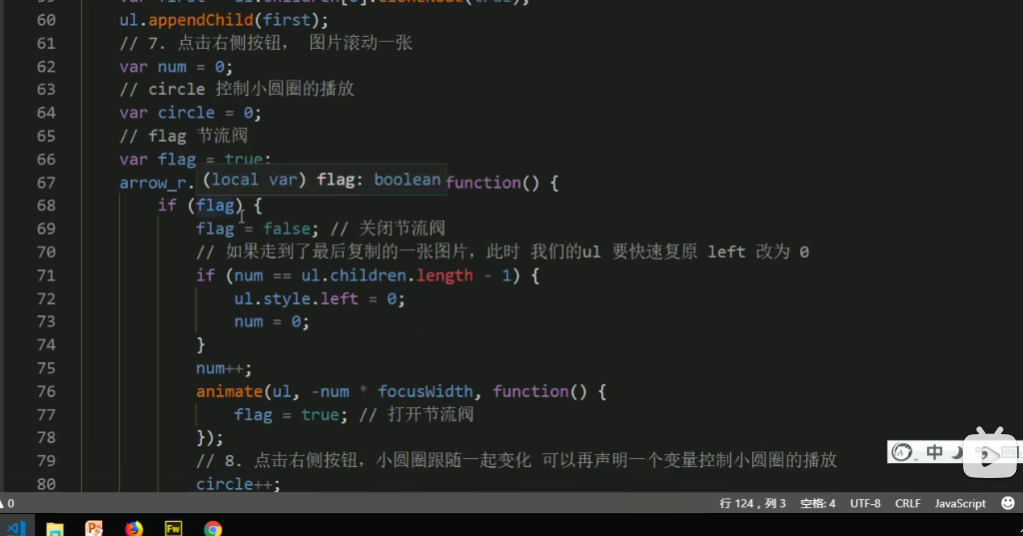 ul.children[0].cloneNode(true);
60 ul.appendChild(first);
61 // 7. 点击右侧按钮， 图片滚动一张
62 var num = 0;
63 // circle 控制小圆圈的播放
64 var circle = 0;
65 // flag 节流阀
66 var flag = true;
67 arrow_r. (local var) flag: boolean function() {
68 if (flag) {
69 flag = false; // 关闭节流阀
70 // 如果走到了最后复制的一张图片，此时 我们的ul 要快速复原 left 改为 0
71 if (num == ul.children.length - 1) {
72 ul.style.left = 0;
73 num = 0;
74 }
75 num++;
76 animate(ul, -num * focusWidth, function() {
77 flag = true; // 打开节流阀
78 });
79 // 8. 点击右侧按钮，小圆圈跟随一起变化 可以再声明一个变量控制小圆圈的播放
80 circle++;
中
0 行 124，列 3 空格: 4 UTF-8 CRLF JavaScript
Fw